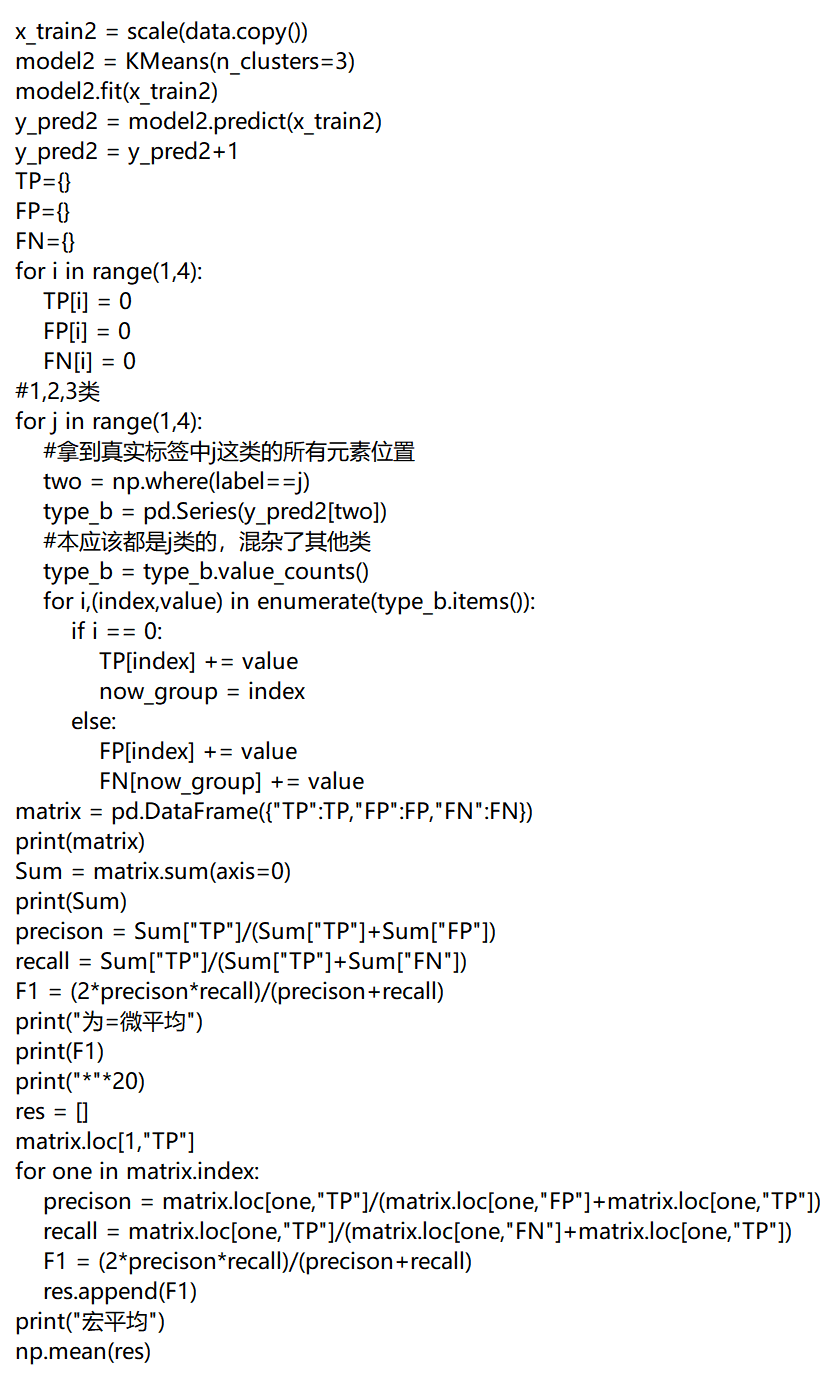 x_train2 = scale(data.copy())
model2 = KMeans(n_clusters=3)
model2.fit(x_train2)
y_pred2 = model2.predict(x_train2)
y_pred2 = y_pred2+1
TP={}
FP={}
FN={}
for i in range(1,4):
    TP[i] = 0
    FP[i] = 0
    FN[i] = 0
#1,2,3类
for j in range(1,4):
    #拿到真实标签中j这类的所有元素位置
    two = np.where(label==j)
    type_b = pd.Series(y_pred2[two])
    #本应该都是j类的，混杂了其他类
    type_b = type_b.value_counts()
    for i,(index,value) in enumerate(type_b.items()):
        if i == 0:
            TP[index] += value
            now_group = index
        else:
            FP[index] += value
            FN[now_group] += value
matrix = pd.DataFrame({"TP":TP,"FP":FP,"FN":FN})
print(matrix)
Sum = matrix.sum(axis=0)
print(Sum)
precison = Sum["TP"]/(Sum["TP"]+Sum["FP"])
recall = Sum["TP"]/(Sum["TP"]+Sum["FN"])
F1 = (2*precison*recall)/(precison+recall)
print("为=微平均")
print(F1)
print("*"*20)
res = []
matrix.loc[1,"TP"]
for one in matrix.index:
    precison = matrix.loc[one,"TP"]/(matrix.loc[one,"FP"]+matrix.loc[one,"TP"])
    recall = matrix.loc[one,"TP"]/(matrix.loc[one,"FN"]+matrix.loc[one,"TP"])
    F1 = (2*precison*recall)/(precison+recall)
    res.append(F1)
print("宏平均")
np.mean(res)